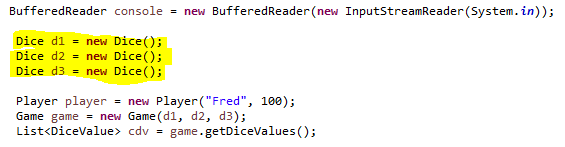 BufferedReader console = new BufferedReader(new InputStreamReader(System.in));
Dice d1 = new Dice();
Dice d2 = new Dice();
Dice d3 = new Dice();
Player player = new Player("Fred", 100);
Game game = new Game(d1, d2, d3);
List<DiceValue> cdv = game.getDiceValues();